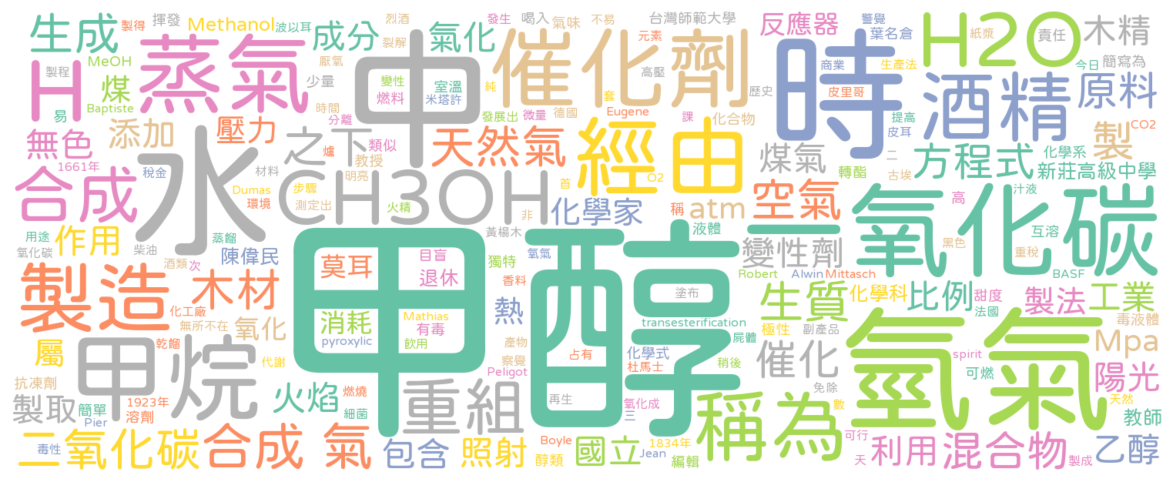 生成
製得
揮發
Methanol
波以耳
烈酒
成分
裂解
氣化
發生
喝入
氣味
不易
台灣師範大學
反應器
警覺
葉名倉
H2O
紙漿
責任
木精
製程
MeOH
H
蒸氣
厭氧
中
催化劑
元素
時
簡寫為
今日
煤
少量
變性
燃料
室溫
米塔許
高壓
純
套
歷史
商業
生產法
皮里哥
酒精
原料
易
Baptiste
添加
時間
分離
發展出
微量
德國
Eugene
課
化合物
提高
皮耳
製
CO2
無色
壓力
之下
類似
教授
天然氣
經由
煤氣
轉酯
二
方程式
化學系
新莊高級中學
1661年
材料
爐
明亮
O2
古埃
合成
水
稅金
Dumas
環境
步驟
測定出
CH3OH
火精
首
非
化學家
稱
atm
空氣
高
汁液
氧化碳
用途
作用
蒸餾
黃楊木
液體
變性劑
黑色
互溶
重稅
氧化碳
柴油
酒類
次
陳偉民
甲醇
莫耳
目盲
退休
氫氣
獨特
香料
Robert
Alwin
Mittasch
BASF
製造
化工廠
木材
無所不在
氧化
消耗
Mathias
有毒
熱
塗布
生質
化學科
比例
甜度
法國
製法
工業
pyroxylic
飲用
transesterification
極性
副產品
毒液體
屬
甲烷
乾餾
代謝
產物
察覺
Peligot
占有
化學式
杜馬士
屍體
稍後
催化
氫氣
spirit
可燃
Mpa
抗凍劑
製取
簡單
Pier
1923年
溶劑
火焰
燃燒
細菌
重組
再生
氧化成
三
免除
數
稱為
陽光
天然
教師
二氧化碳
毒性
合成 氣
包含
照射
Boyle
醇類
國立
1834年
Jean
編輯
可行
天
利用
混合物
製成
乙醇